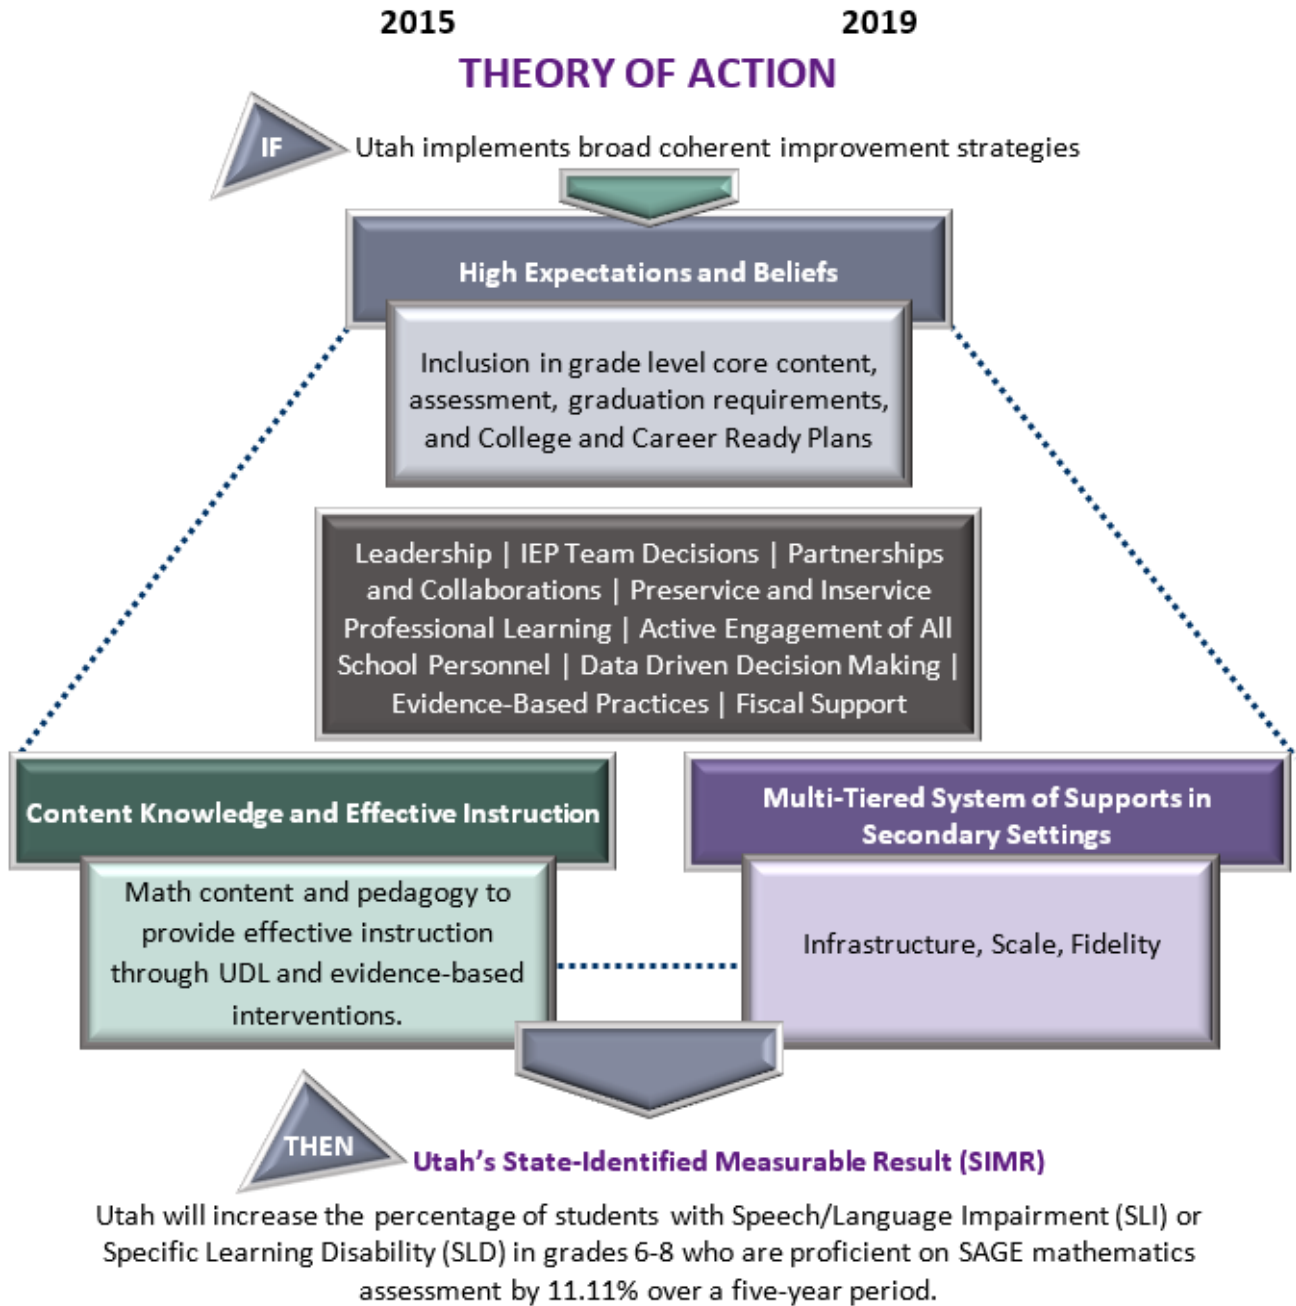 2015 2019
THEORY OF ACTION
IF
Utah implements broad coherent improvement strategies
High Expectations and Beliefs
Inclusion in grade level core content,
assessment, graduation requirements,
and College and Career Ready Plans
Leadership | IEP Team Decisions | Partnerships
and Collaborations | Preservice and Inservice
Professional Learning | Active Engagement of All
School Personnel | Data Driven Decision Making |
Evidence-Based Practices | Fiscal Support
Content Knowledge and Effective Instruction
Math content and pedagogy to
provide effective instruction
through UDL and evidence-based
interventions.
Multi-Tiered System of Supports in
Secondary Settings
Infrastructure, Scale, Fidelity
THEN
Utah's State-Identified Measurable Result (SIMR)
Utah will increase the percentage of students with Speech/Language Impairment (SLI) or
Specific Learning Disability (SLD) in grades 6-8 who are proficient on SAGE mathematics
assessment by 11.11% over a five-year period.